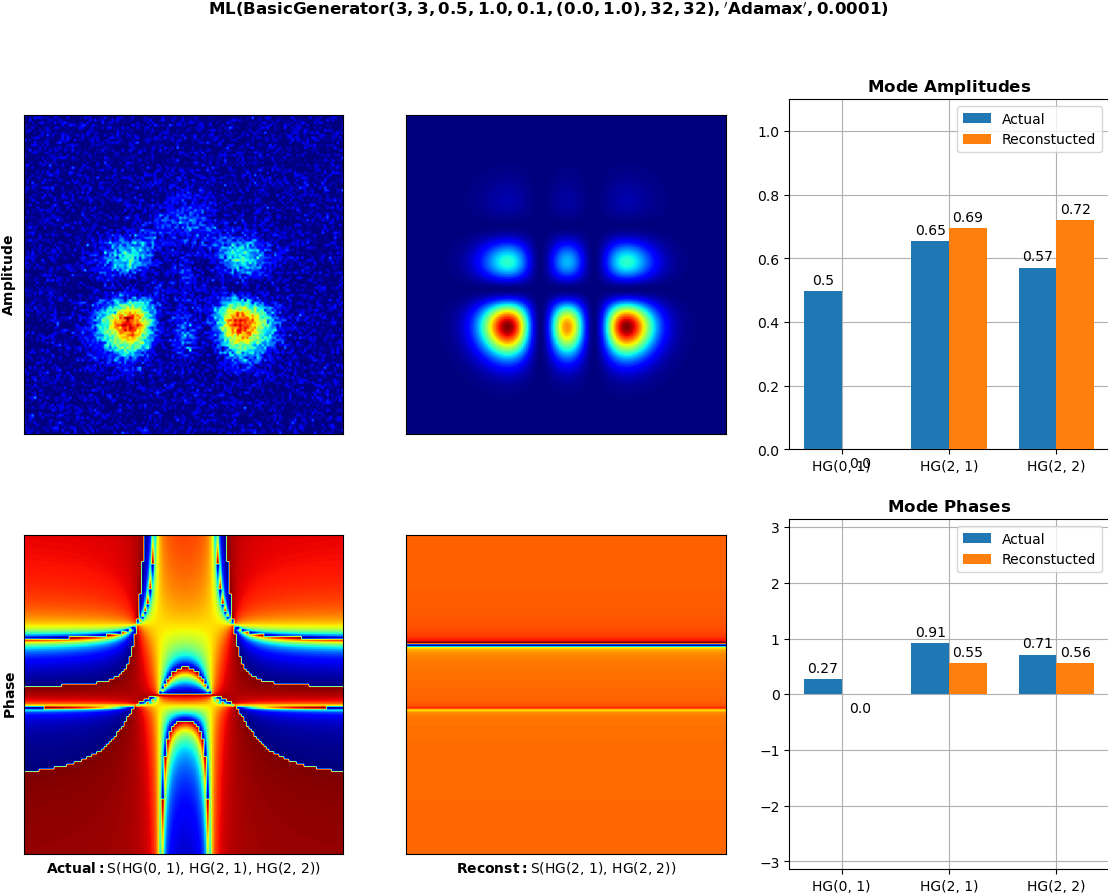 ML(BasicGenerator(3, 3, 0.5, 1.0, 0.1, (0.0, 1.0), 32, 32), ′Adamax′, 0.0001)
Amplitude
Mode Amplitudes
Actual
Reconstucted
1.0
0.8
0.6
0.4
0.2
0.0
0.5
0.0
0.65
0.69
0.57
0.72
HG(0, 1)
HG(2, 1)
HG(2, 2)
Phase
Actual: S(HG(0, 1), HG(2, 1), HG(2, 2))
Reconst: S(HG(2, 1), HG(2, 2))
Mode Phases
Actual
Reconstucted
3
2
1
0
−1
−2
−3
0.27
0.0
0.91
0.55
0.71
0.56
HG(0, 1)
HG(2, 1)
HG(2, 2)